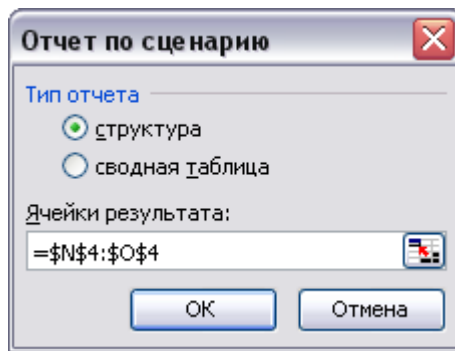 Отчет по сценарию
Тип отчета
структура
сводная таблица
Ячейки результата:
=$N$4:$O$4
ОК Отмена